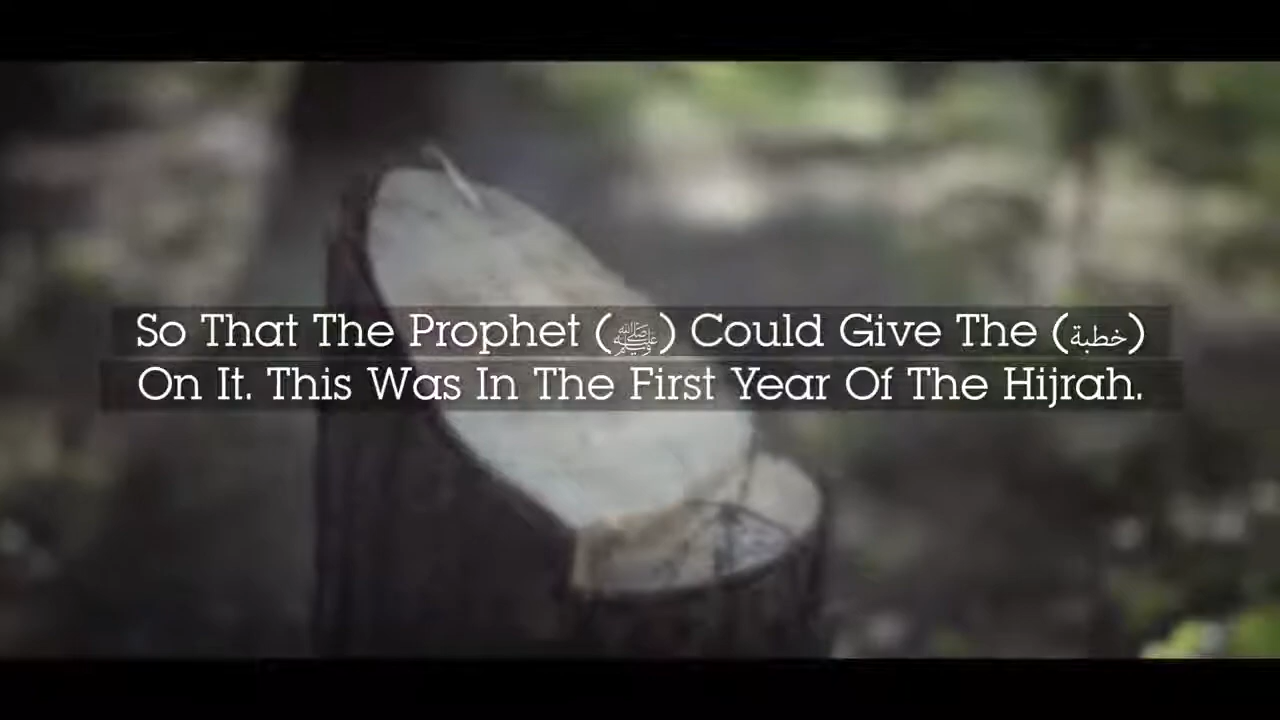 So That The Prophet (ﷺ) Could Give The (خطبة)
On It. This Was In The First Year Of The Hijrah.